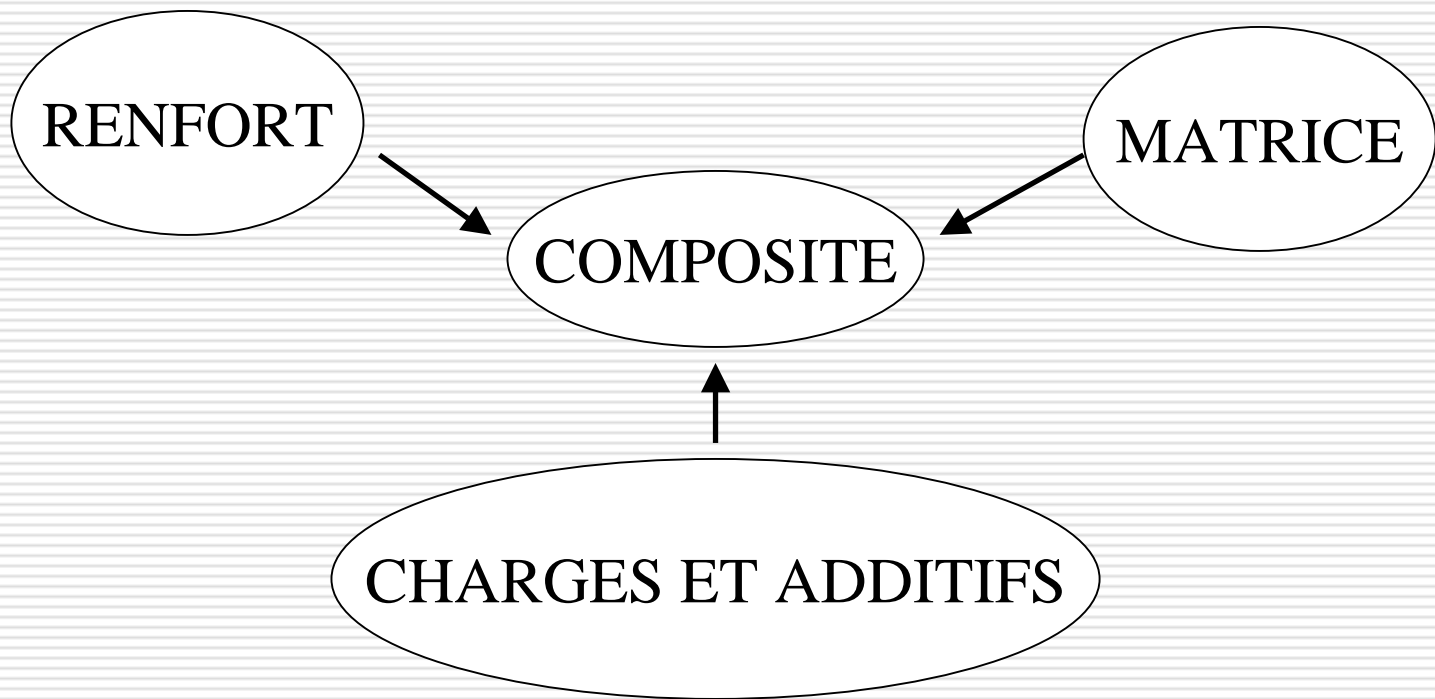 RENFORT
MATRICE
COMPOSITE
CHARGES ET ADDITIFS